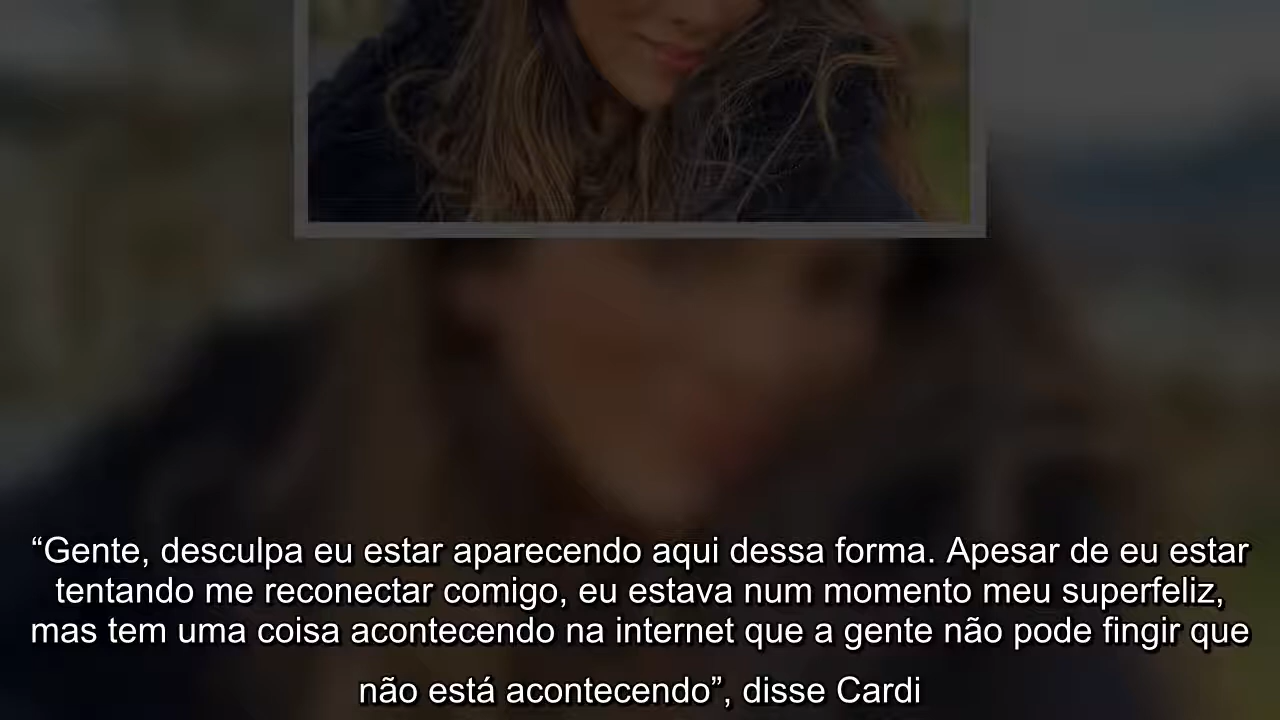 “Gente, desculpa eu estar aparecendo aqui dessa forma. Apesar de eu estar
tentando me reconectar comigo, eu estava num momento meu superfeliz,
mas tem uma coisa acontecendo na internet que a gente não pode fingir que
não está acontecendo”, disse Cardi